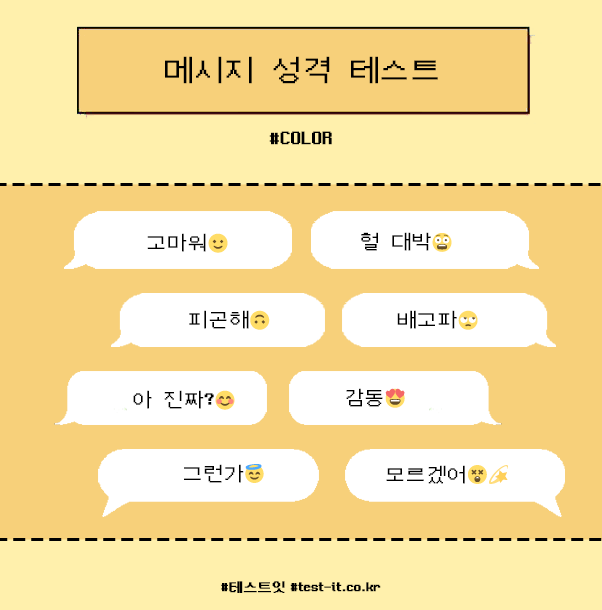 메시지 성격 테스트
#COLOR
고마워🙂 헐 대박😨
피곤해🙃 배고파🙄
아 진짜?😊 감동😍
그런가😇 모르겠어😵💫
#테스트잇 #test-it.co.kr